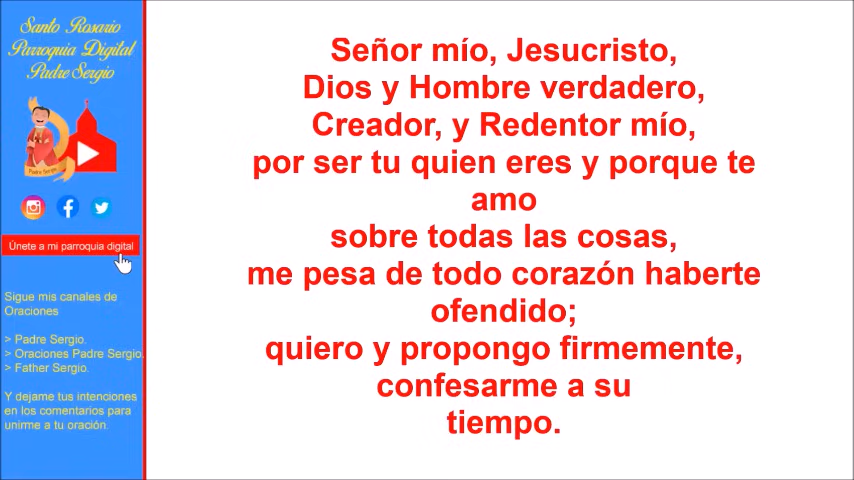 Santo Rosario
Parroquia Digital
Padre Sergio
Padre Sergio
Únete a mi parroquia digital
Sigue mis canales de
Oraciones
> Padre Sergio.
> Oraciones Padre Sergio.
> Father Sergio.
Y dejame tus intenciones
en los comentarios para
unirme a tu oración.
Señor mío, Jesucristo,
Dios y Hombre verdadero,
Creador, y Redentor mío,
por ser tu quien eres y porque te
amo
sobre todas las cosas,
me pesa de todo corazón haberte
ofendido;
quiero y propongo firmemente,
confesarme a su
tiempo.